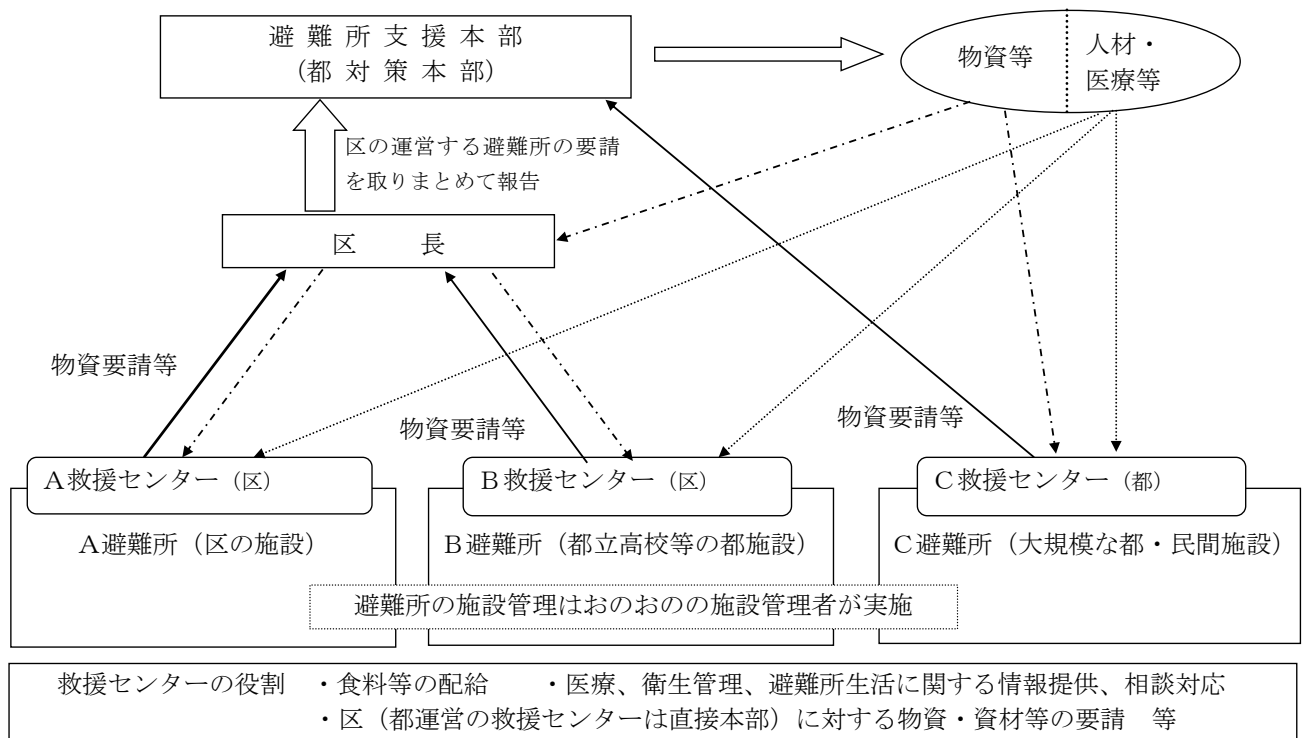 避難所支援本部
（都対策本部）
物資等
人材・
医療等
区の運営する避難所の要請
を取りまとめて報告
区　　長
物資要請等
物資要請等
物資要請等
A救援センター（区）
B救援センター（区）
C救援センター（都）
A避難所（区の施設）
B避難所（都立高校等の都施設）
C避難所（大規模な都・民間施設）
避難所の施設管理はおのおのの施設管理者が実施
救援センターの役割　・食料等の配給　　・医療、衛生管理、避難所生活に関する情報提供、相談対応
・区（都運営の救援センターは直接本部）に対する物資・資材等の要請　等